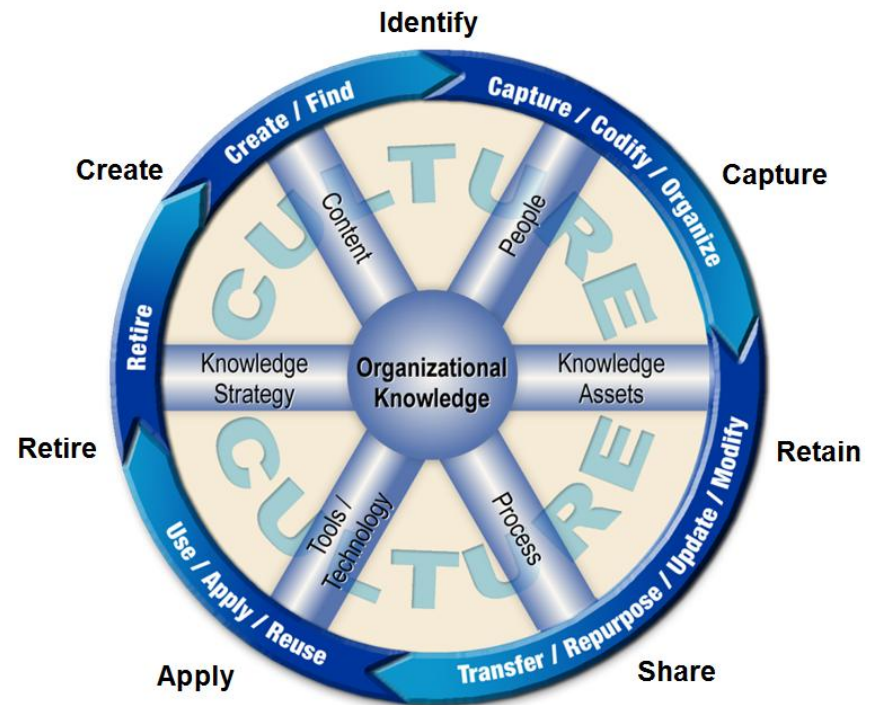 Identify
Create / Find
Capture / Codify / Organize
Create
Capture
CULTURE
Content
People
Retire
Knowledge
Strategy
Organizational
Knowledge
Knowledge
Assets
Retire
Retain
CULTURE
Tools /
Technology
Process
Use / Apply / Reuse
Transfer / Repurpose / Update / Modify
Apply
Share